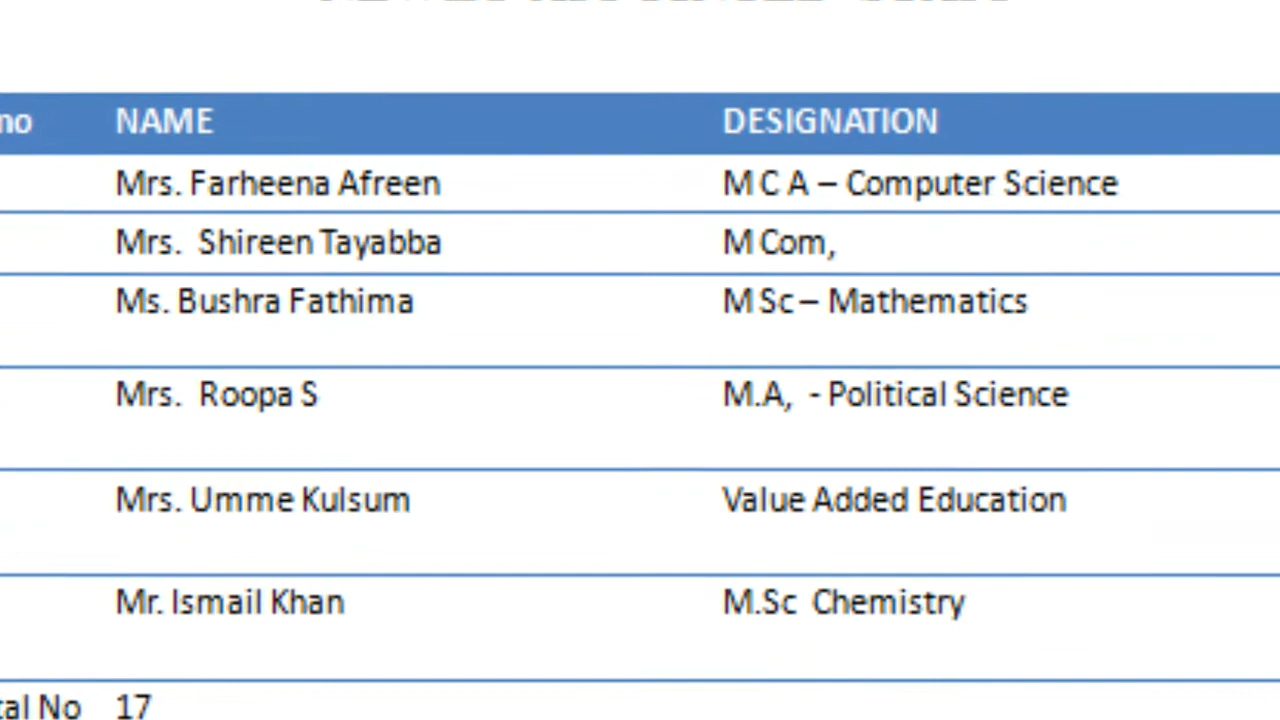 no NAME DESIGNATION
Mrs. Farheena Afreen M C A – Computer Science
Mrs. Shireen Tayabba M Com,
Ms. Bushra Fathima M Sc – Mathematics
Mrs. Roopa S M.A, - Political Science
Mrs. Umme Kulsum Value Added Education
Mr. Ismail Khan M.Sc Chemistry
tal No 17